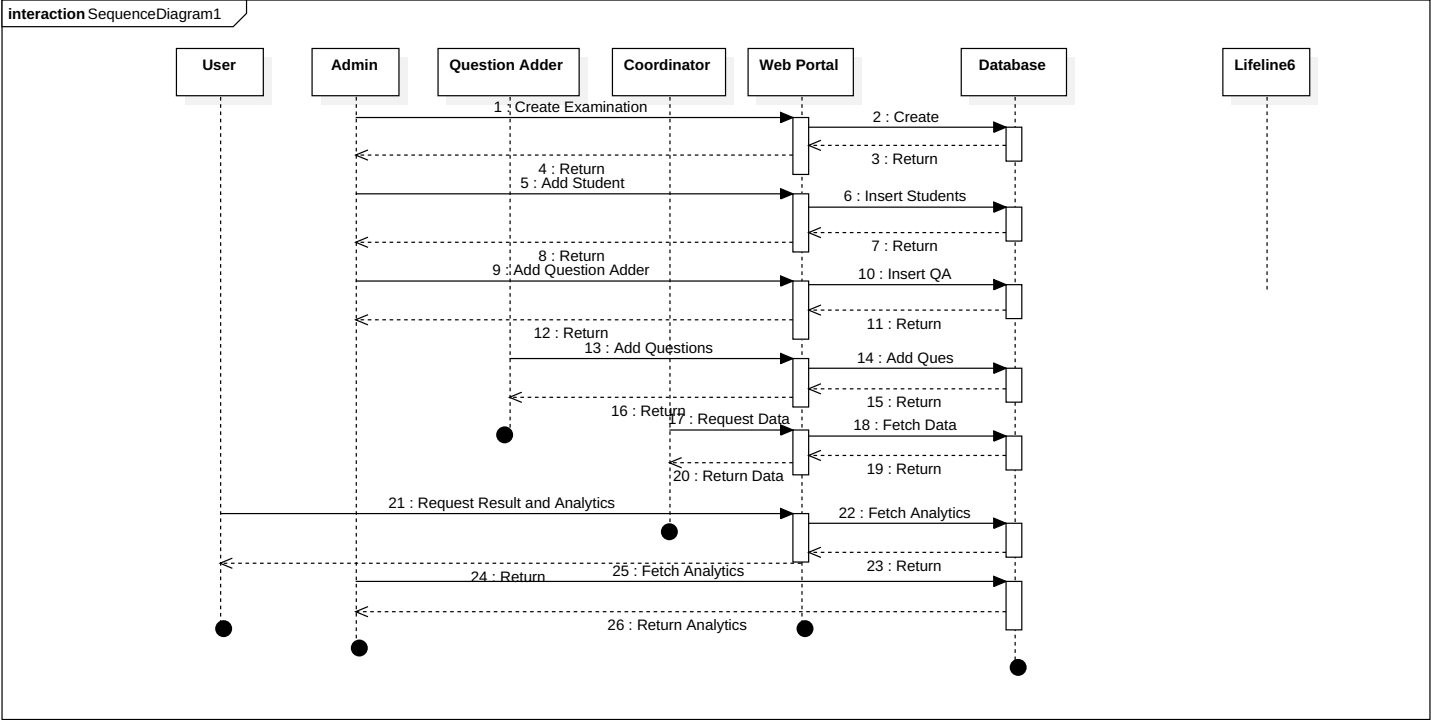 interaction SequenceDiagram1
User
Admin
Question Adder
Coordinator
Web Portal
Database
Lifeline6
1 : Create Examination
2 : Create
3 : Return
4 : Return
5 : Add Student
6 : Insert Students
7 : Return
8 : Return
9 : Add Question Adder
10 : Insert QA
11 : Return
12 : Return
13 : Add Questions
14 : Add Ques
15 : Return
16 : Return
17 : Request Data
18 : Fetch Data
19 : Return
20 : Return Data
21 : Request Result and Analytics
22 : Fetch Analytics
23 : Return
24 : Return
25 : Fetch Analytics
26 : Return Analytics